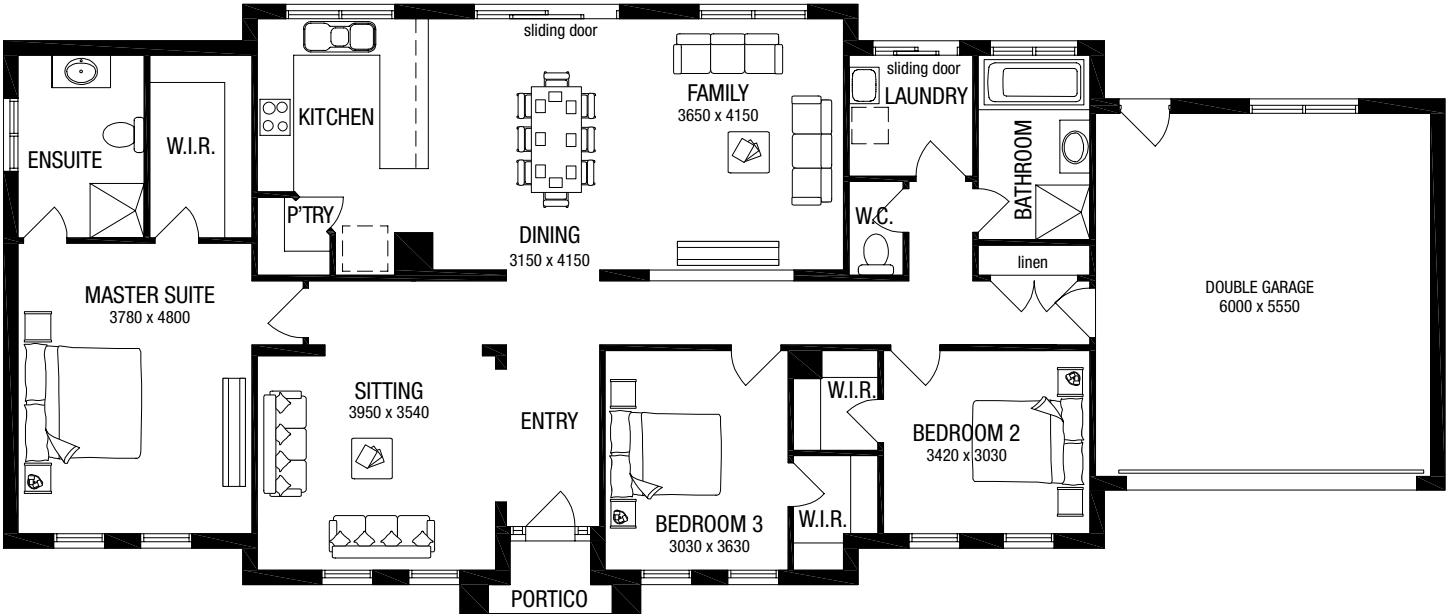 sliding door
KITCHEN
FAMILY
3650 x 4150
sliding door
LAUNDRY
ENSUITE
W.I.R.
BATHROOM
P'TRY
W.C.
DINING
3150 x 4150
linen
MASTER SUITE
3780 x 4800
DOUBLE GARAGE
6000 x 5550
SITTING
3950 x 3540
ENTRY
W.I.R.
BEDROOM 2
3420 x 3030
BEDROOM 3
3030 x 3630
W.I.R.
PORTICO